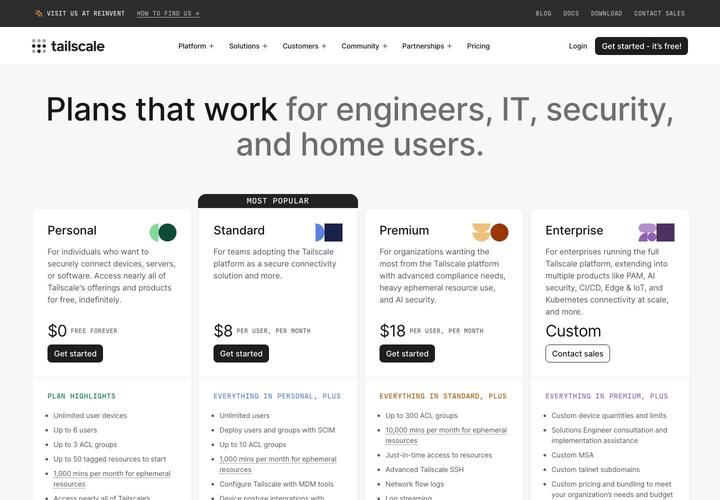 VISIT US AT REINVENT HOW TO FIND US →
BLOG DOCS DOWNLOAD CONTACT SALES
tailscale
Platform + Solutions + Customers + Community + Partnerships + Pricing
Login Get started - it's free!
Plans that work for engineers, IT, security,
and home users.
MOST POPULAR
Personal
For individuals who want to
securely connect devices, servers,
or software. Access nearly all of
Tailscale's offerings and products
for free, indefinitely.
$0 FREE FOREVER
Get started
PLAN HIGHLIGHTS
• Unlimited user devices
• Up to 6 users
• Up to 3 ACL groups
• Up to 50 tagged resources to start
• 1,000 mins per month for ephemeral
resources
• Access nearly all of Tailscale's
Standard
For teams adopting the Tailscale
platform as a secure connectivity
solution and more.
$8 PER USER, PER MONTH
Get started
EVERYTHING IN PERSONAL, PLUS
• Unlimited users
• Deploy users and groups with SCIM
• Up to 10 ACL groups
• 1,000 mins per month for ephemeral
resources
• Configure Tailscale with MDM tools
• Device posture integrations with
Premium
For organizations wanting the
most from the Tailscale platform
with advanced compliance needs,
heavy ephemeral resource use,
and AI security.
$18 PER USER, PER MONTH
Get started
EVERYTHING IN STANDARD, PLUS
• Up to 300 ACL groups
• 10,000 mins per month for ephemeral
resources
• Just-in-time access to resources
• Advanced Tailscale SSH
• Network flow logs
• Log streaming
Enterprise
For enterprises running the full
Tailscale platform, extending into
multiple products like PAM, AI
security, CI/CD, Edge & IoT, and
Kubernetes connectivity at scale,
and more.
Custom
Contact sales
EVERYTHING IN PREMIUM, PLUS
• Custom device quantities and limits
• Solutions Engineer consultation and
implementation assistance
• Custom MSA
• Custom tailnet subdomains
• Custom pricing and bundling to meet
your organization's needs and budget